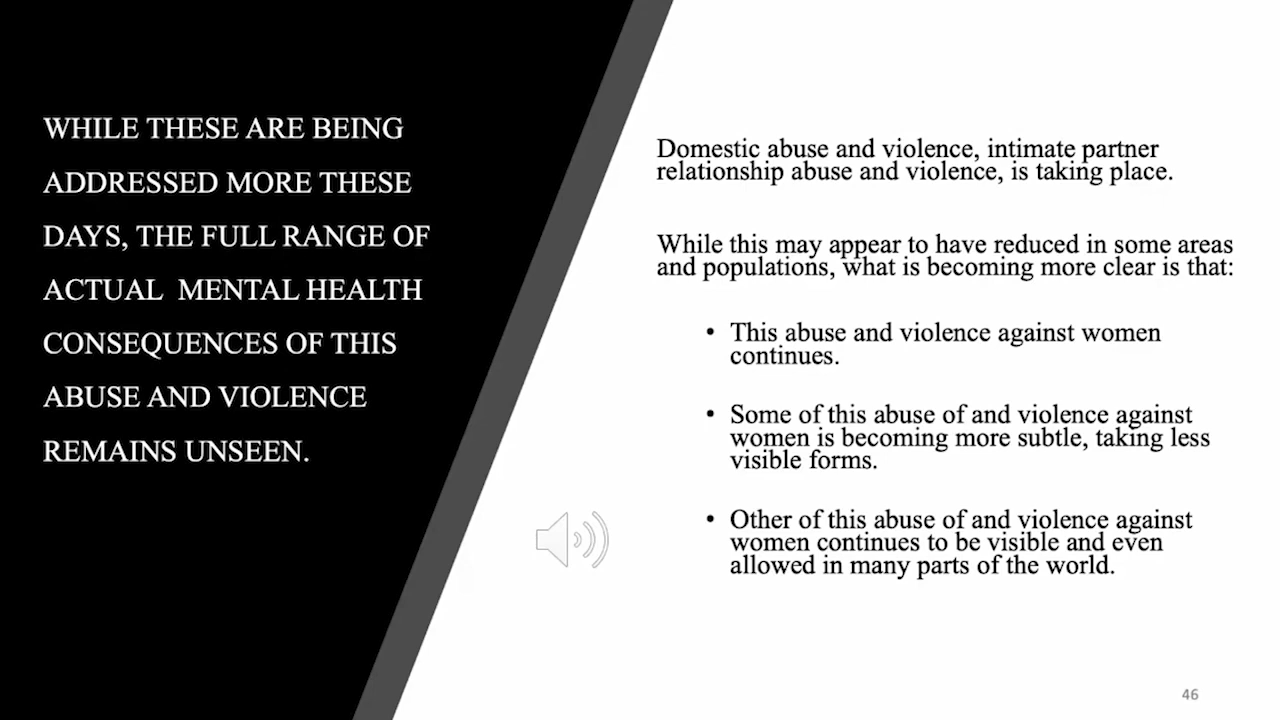 WHILE THESE ARE BEING
ADDRESSED MORE THESE
DAYS, THE FULL RANGE OF
ACTUAL  MENTAL HEALTH
CONSEQUENCES OF THIS
ABUSE AND VIOLENCE
REMAINS UNSEEN.
Domestic abuse and violence, intimate partner
relationship abuse and violence, is taking place.
While this may appear to have reduced in some areas
and populations, what is becoming more clear is that:
• This abuse and violence against women
continues.
• Some of this abuse of and violence against
women is becoming more subtle, taking less
visible forms.
• Other of this abuse of and violence against
women continues to be visible and even
allowed in many parts of the world.
46